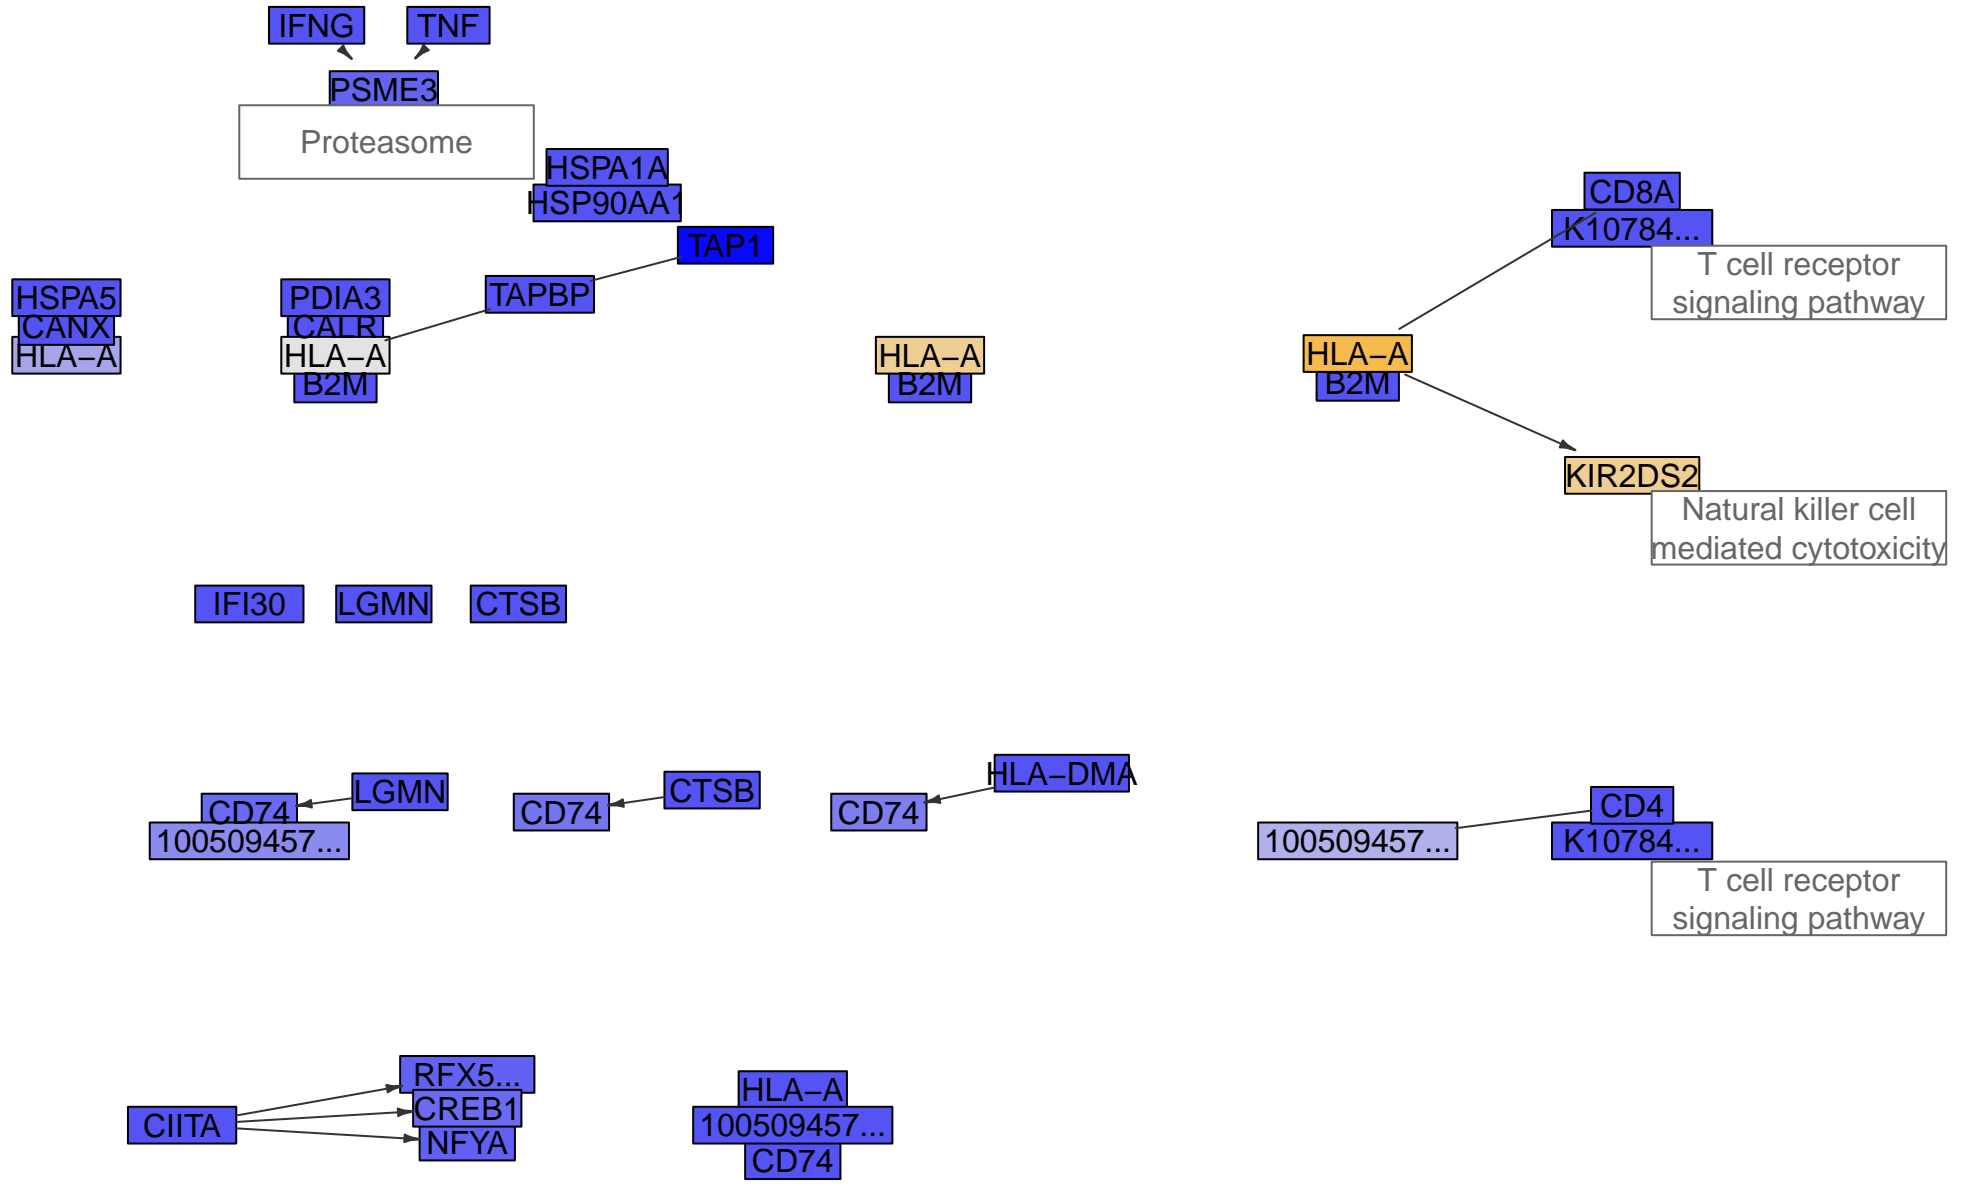 IFNG
TNF
PSME3
Proteasome
HSPA1A
HSP90AA1
CD8A
K10784...
TAP1
T cell receptor
signaling pathway
HSPA5
PDIA3
TAPBP
CANX
CALR
HLA−A
HLA−A
HLA−A
HLA−A
B2M
B2M
B2M
KIR2DS2
Natural killer cell
mediated cytotoxicity
IFI30
LGMN
CTSB
HLA−DMA
LGMN
CTSB
CD74
CD74
CD74
CD4
100509457...
100509457...
K10784...
T cell receptor
signaling pathway
RFX5...
HLA−A
CREB1
CIITA
100509457...
NFYA
CD74